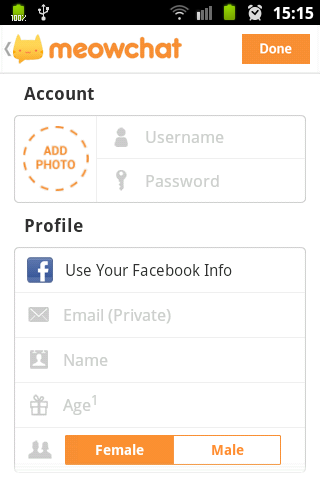 100%
15:15
meowchat
Done
Account
ADD
PHOTO
Username
Password
Profile
Use Your Facebook Info
Email (Private)
Name
Age¹
Female
Male